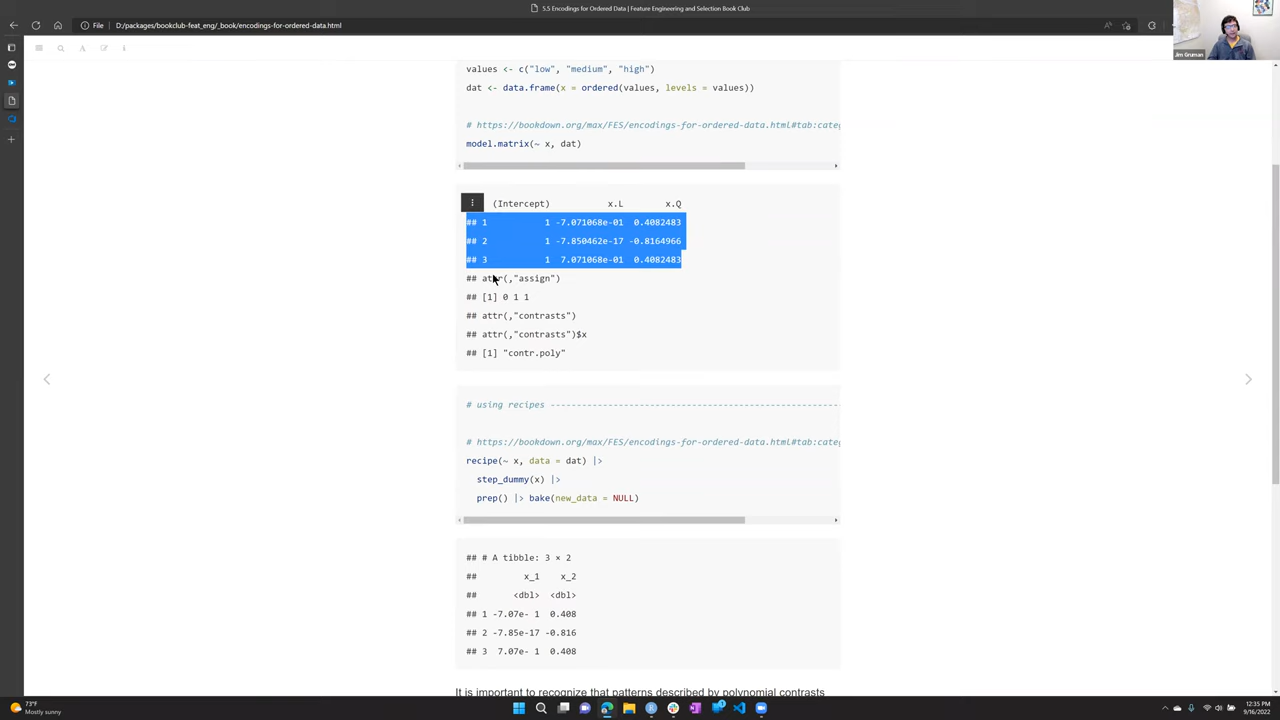 5.5 Encodings for Ordered Data | Feature Engineering and Selection Book Club
File
D:/packages/bookclub-feat_eng/_book/encodings-for-ordered-data.html
Jim Gruman
values <- c("low", "medium", "high")
dat <- data.frame(x = ordered(values, levels = values))
# https://bookdown.org/max/FES/encodings-for-ordered-data.html#tab:cate
model.matrix(~ x, dat)
(Intercept) x.L x.Q
## 1 1 -7.071068e-01 0.4082483
## 2 1 -7.850462e-17 -0.8164966
## 3 1 7.071068e-01 0.4082483
## attr(,"assign")
## [1] 0 1 1
## attr(,"contrasts")
## attr(,"contrasts")$x
## [1] "contr.poly"
# using recipes -------------------------------------------------------
# https://bookdown.org/max/FES/encodings-for-ordered-data.html#tab:cate
recipe(~ x, data = dat) |>
step_dummy(x) |>
prep() |> bake(new_data = NULL)
## # A tibble: 3 × 2
## x_1 x_2
## <dbl> <dbl>
## 1 -7.07e- 1 0.408
## 2 -7.85e-17 -0.816
## 3 7.07e- 1 0.408
It is important to recognize that patterns described by polynomial contrasts
73°F
Mostly sunny
12:35 PM
9/16/2022